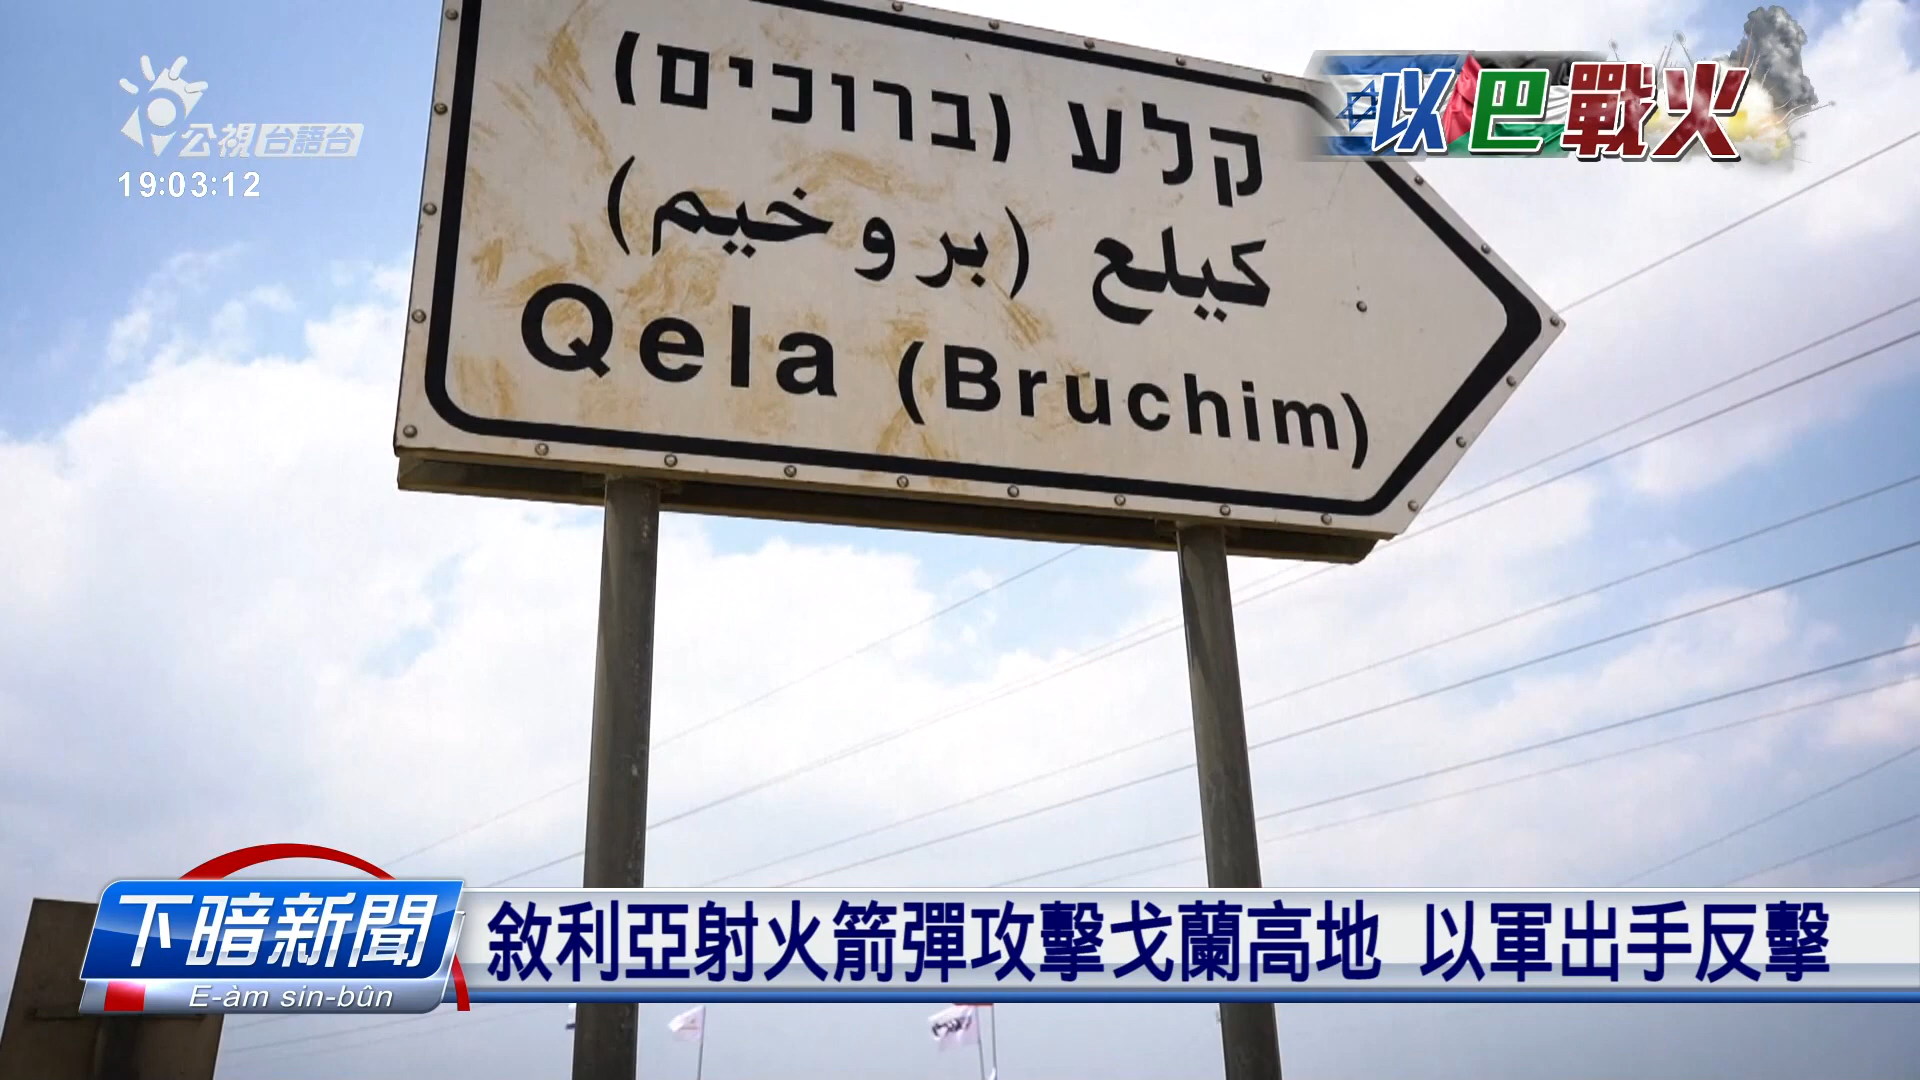 公視台語台
19:03:12
以巴戰火
קלע (ברוכים)
كيلع (بروخيم)
Qela (Bruchim)
下暗新聞
E-àm sin-bûn
敘利亞射火箭彈攻擊戈蘭高地 以軍出手反擊